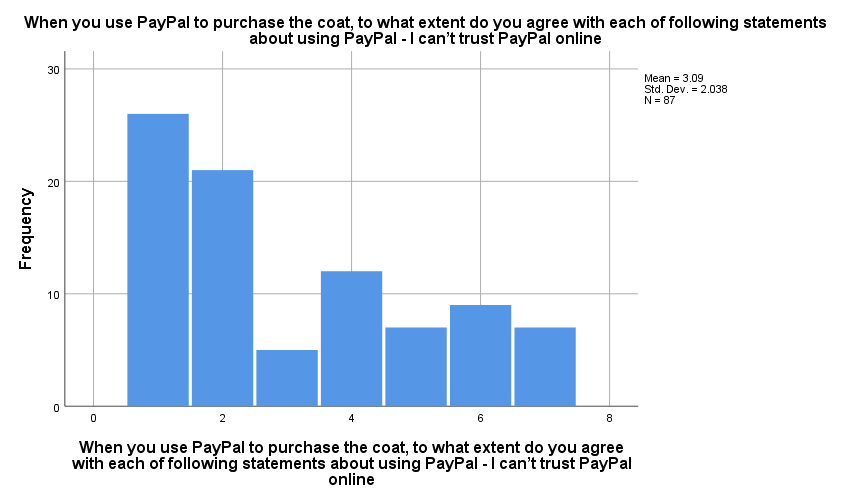 When you use PayPal to purchase the coat, to what extent do you agree with each of following statements
about using PayPal - I can’t trust PayPal online
Mean = 3.09
Std. Dev. = 2.038
N = 87
Frequency
30
20
10
0
0 2 4 6 8
When you use PayPal to purchase the coat, to what extent do you agree
with each of following statements about using PayPal - I can’t trust PayPal
online